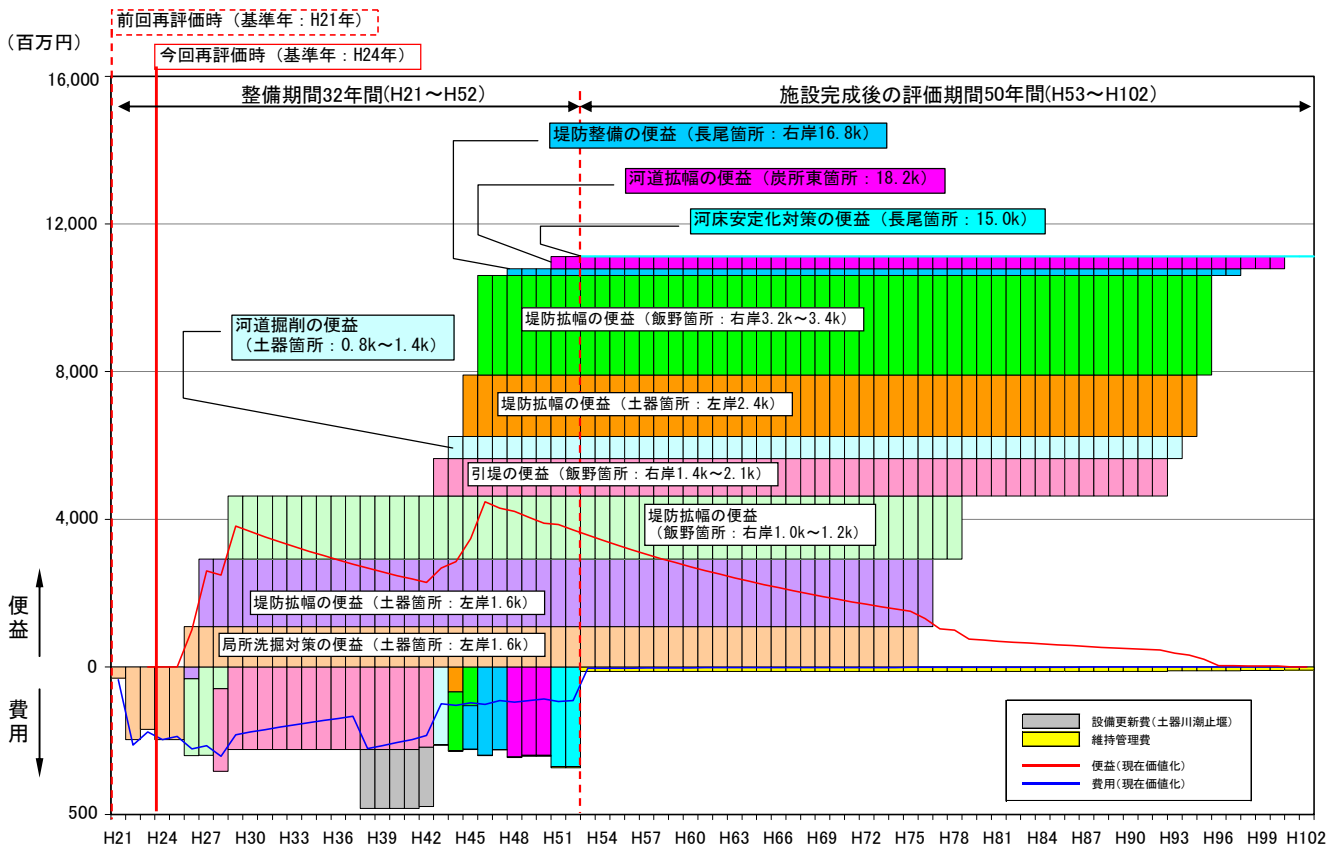 前回再評価時（基準年：H21年）
（百万円）
今回再評価時（基準年：H24年）
16,000
整備期間32年間(H21～H52)
施設完成後の評価期間50年間(H53～H102)
堤防整備の便益（長尾箇所：右岸16.8k）
河道拡幅の便益（炭所東箇所：18.2k）
12,000
河床安定化対策の便益（長尾箇所：15.0k）
河道掘削の便益
（土器箇所：0.8k～1.4k）
堤防拡幅の便益（飯野箇所：右岸3.2k～3.4k）
8,000
堤防拡幅の便益（土器箇所：左岸2.4k）
引堤の便益（飯野箇所：右岸1.4k～2.1k）
4,000
堤防拡幅の便益
（飯野箇所：右岸1.0k～1.2k）
便益
堤防拡幅の便益（土器箇所：左岸1.6k）
局所洗掘対策の便益（土器箇所：左岸1.6k）
0
費用
設備更新費（土器川潮止堰）
維持管理費
便益（現在価値化）
費用（現在価値化）
500
H21 H24 H27 H30 H33 H36 H39 H42 H45 H48 H51 H54 H57 H60 H63 H66 H69 H72 H75 H78 H81 H84 H87 H90 H93 H96 H99 H102